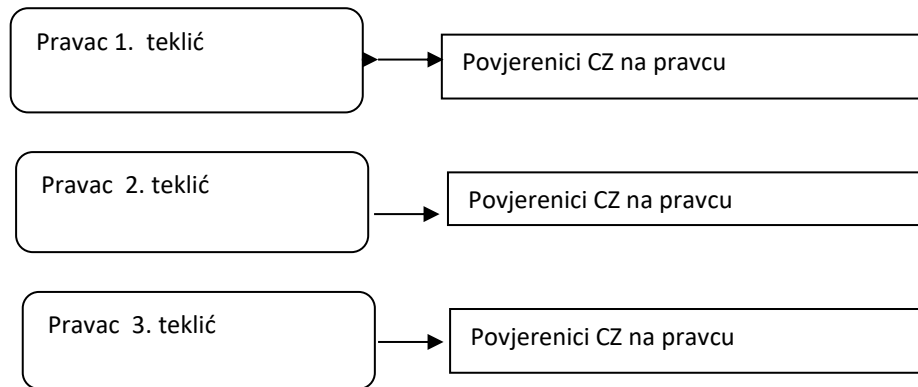 Pravac 1. teklić
Povjerenici CZ na pravcu
Pravac 2. teklić
Povjerenici CZ na pravcu
Pravac 3. teklić
Povjerenici CZ na pravcu